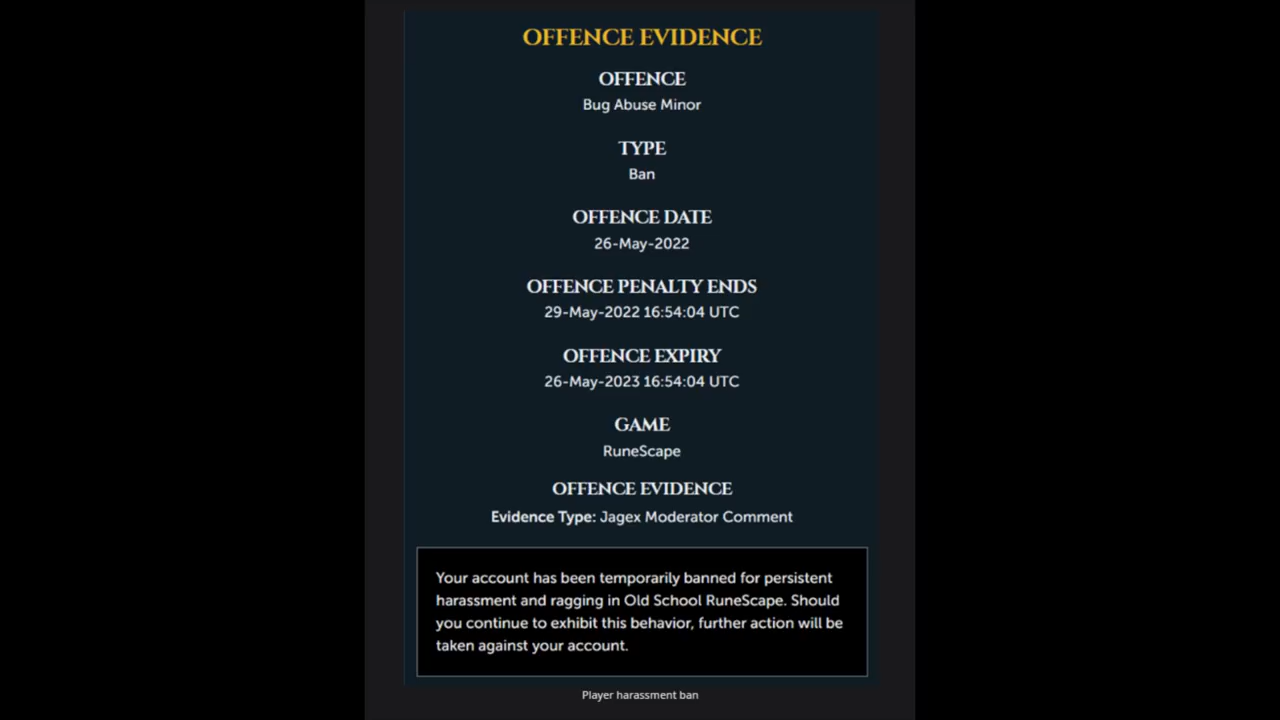 OFFENCE EVIDENCE
OFFENCE
Bug Abuse Minor
TYPE
Ban
OFFENCE DATE
26-May-2022
OFFENCE PENALTY ENDS
29-May-2022 16:54:04 UTC
OFFENCE EXPIRY
26-May-2023 16:54:04 UTC
GAME
RuneScape
OFFENCE EVIDENCE
Evidence Type: Jagex Moderator Comment
Your account has been temporarily banned for persistent
harassment and ragging in Old School RuneScape. Should
you continue to exhibit this behavior, further action will be
taken against your account.
Player harassment ban